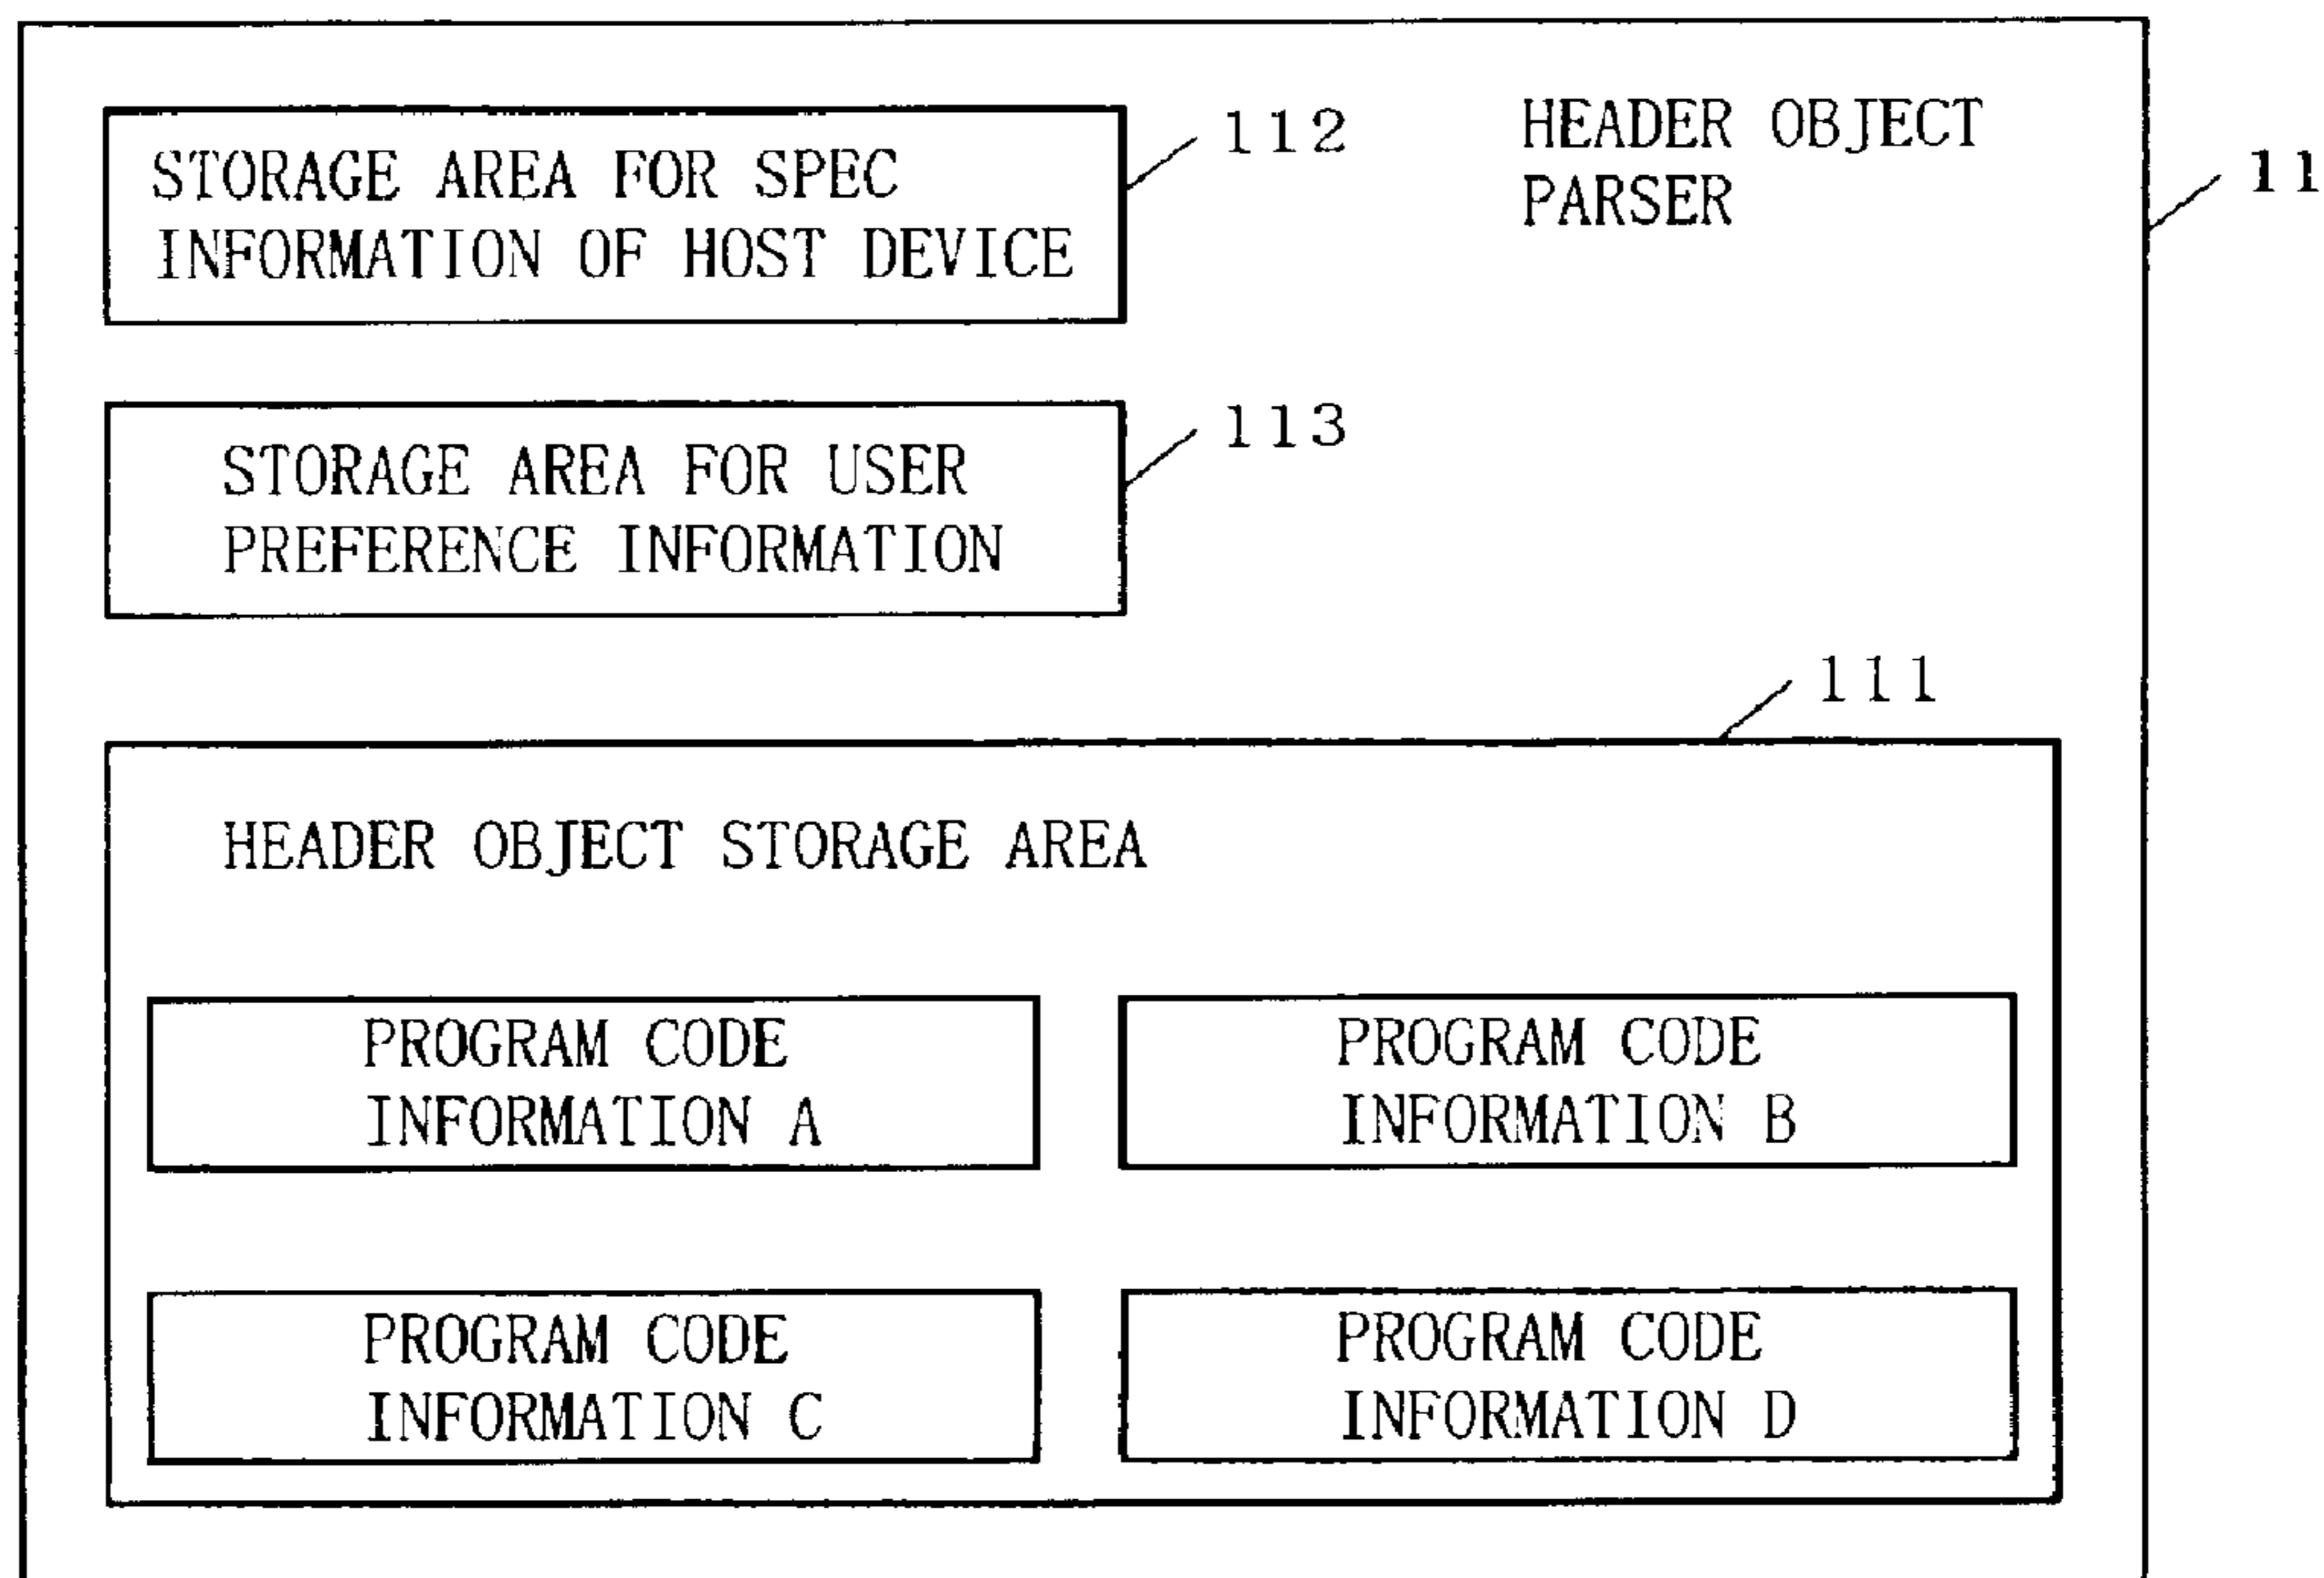 HEADER OBJECT
PARSER
11
STORAGE AREA FOR SPEC
INFORMATION OF HOST DEVICE
112
STORAGE AREA FOR USER
PREFERENCE INFORMATION
113
111
HEADER OBJECT STORAGE AREA
PROGRAM CODE
INFORMATION A
PROGRAM CODE
INFORMATION B
PROGRAM CODE
INFORMATION C
PROGRAM CODE
INFORMATION D